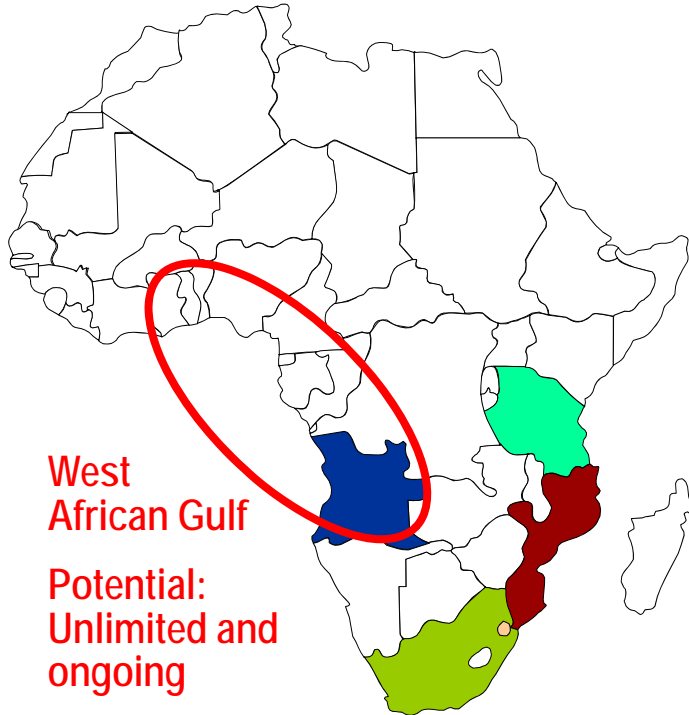 West
African Gulf
Potential:
Unlimited and
ongoing